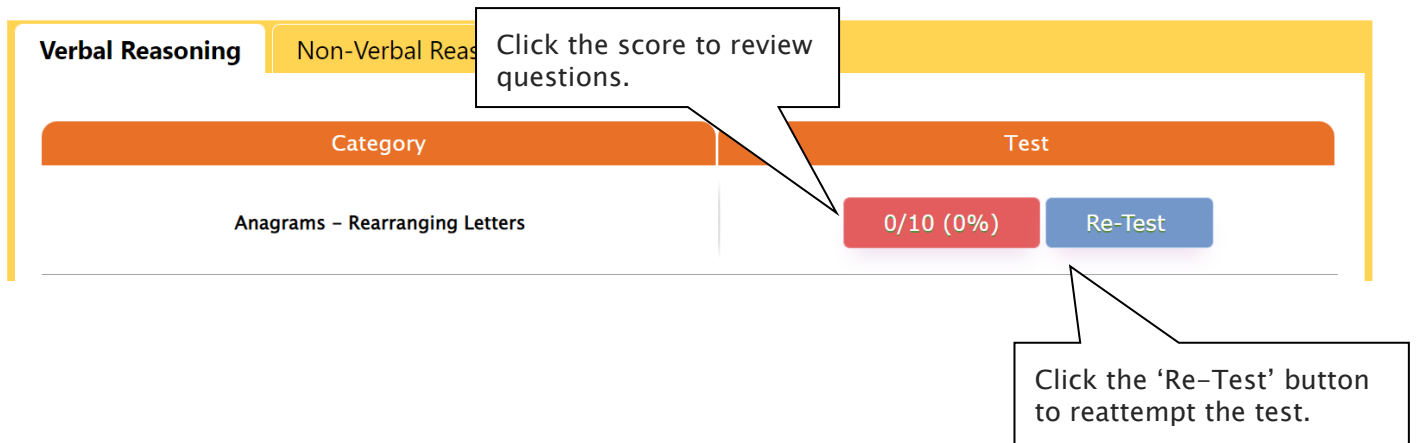 Verbal Reasoning
Non-Verbal Reas
Click the score to review
questions.
Category
Test
Anagrams – Rearranging Letters
0/10 (0%)
Re-Test
Click the ‘Re-Test’ button
to reattempt the test.